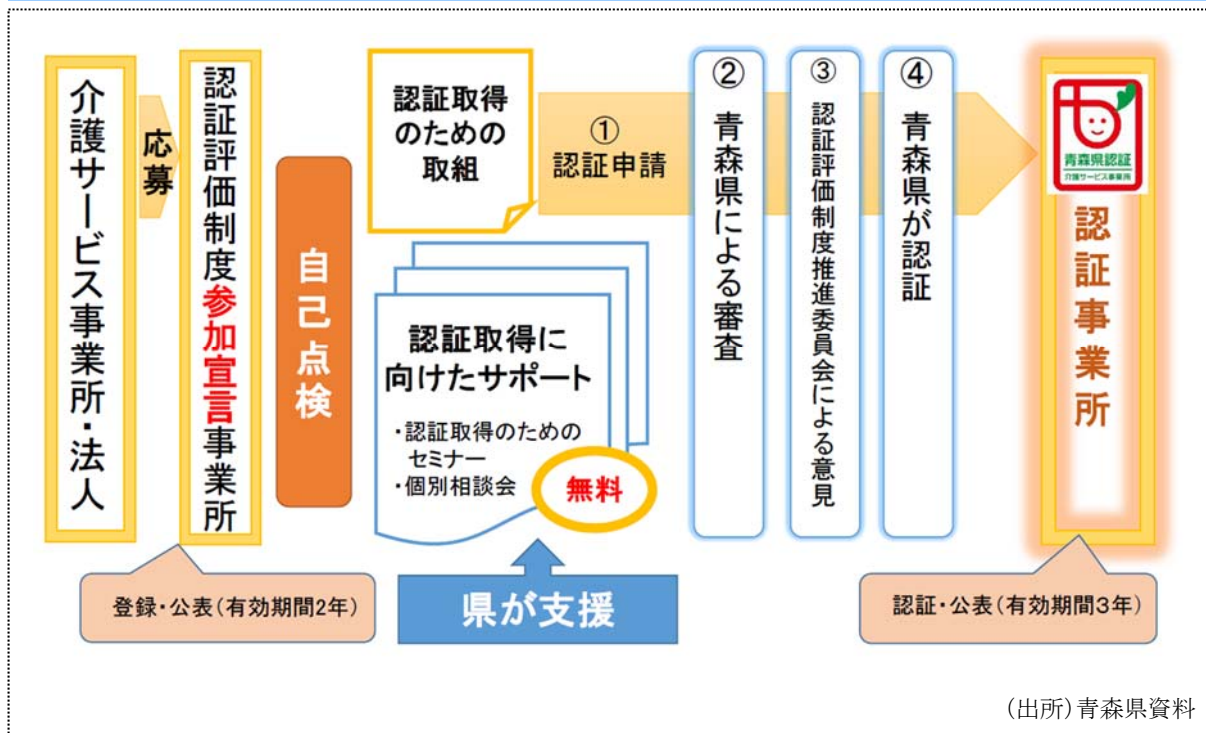 介護サービス事業所・法人
応募
認証評価制度参加宣言事業所
登録・公表(有効期間2年)
自己点検
認証取得
のための
取組
認証取得に
向けたサポート
・認証取得のための
セミナー
・個別相談会
無料
県が支援
①
認証申請
②青森県による審査
③認証評価制度推進委員会による意見
④青森県が認証
青森県認証
介護サービス事業所
認証事業所
認証・公表(有効期間3年)
(出所)青森県資料